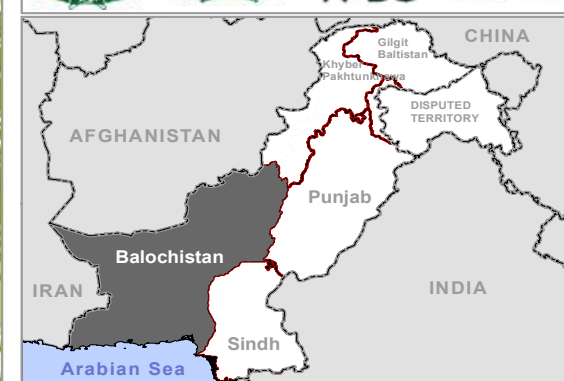 CHINA
Gilgit
Baltistan
Khyber
Pakhtunkhwa
DISPUTED
TERRITORY
AFGHANISTAN
Punjab
Balochistan
IRAN
INDIA
Sindh
Arabian Sea